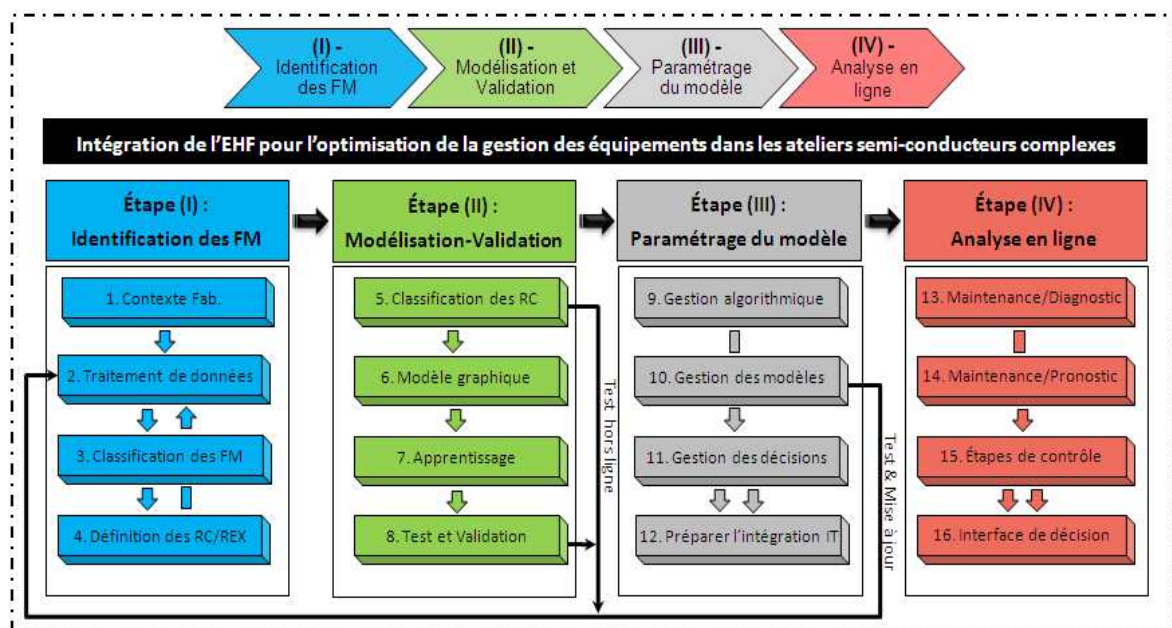 (I) -
Identification
des FM
(II) -
Modélisation et
Validation
(III) -
Paramétrage
du modèle
(IV) -
Analyse en
ligne
Intégration de l'EHF pour l'optimisation de la gestion des équipements dans les ateliers semi-conducteurs complexes
Étape (I) :
Identification des FM
1. Contexte Fab.
2. Traitement de données
3. Classification des FM
4. Définition des RC/REX
Étape (II) :
Modélisation-Validation
5. Classification des RC
6. Modèle graphique
7. Apprentissage
8. Test et Validation
Test hors ligne
Étape (III) :
Paramétrage du modèle
9. Gestion algorithmique
10. Gestion des modèles
11. Gestion des décisions
12. Préparer l'intégration IT
Test & Mise à jour
Étape (IV) :
Analyse en ligne
13. Maintenance/Diagnostic
14. Maintenance/Pronostic
15. Étapes de contrôle
16. Interface de décision